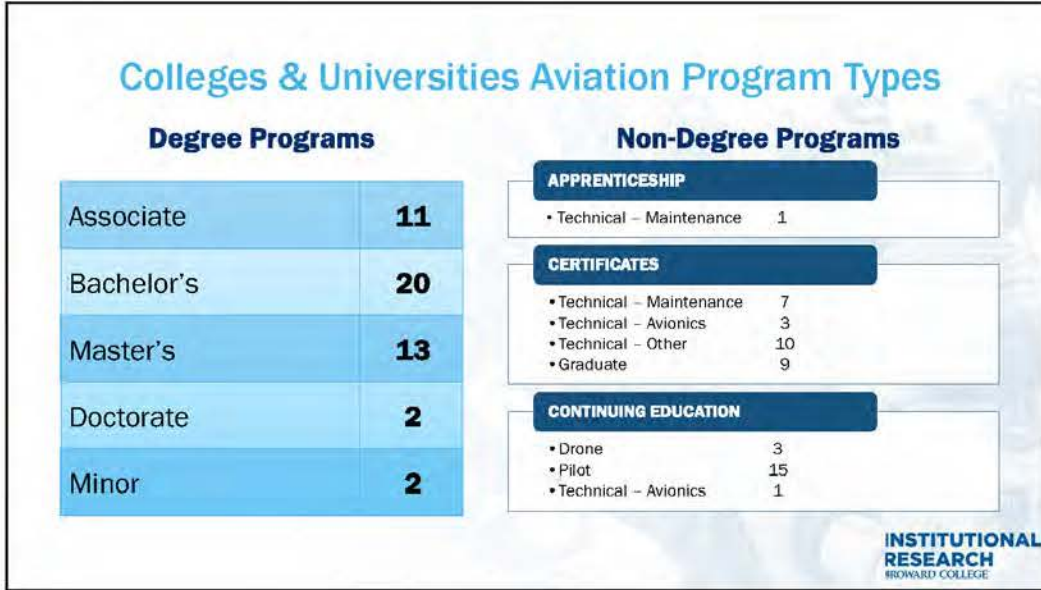 Colleges & Universities Aviation Program Types
Degree Programs
Associate 11
Bachelor's 20
Master's 13
Doctorate 2
Minor 2
Non-Degree Programs
APPRENTICESHIP
• Technical – Maintenance 1
CERTIFICATES
• Technical – Maintenance 7
• Technical – Avionics 3
• Technical – Other 10
• Graduate 9
CONTINUING EDUCATION
• Drone 3
• Pilot 15
• Technical – Avionics 1
INSTITUTIONAL
RESEARCH
BROWARD COLLEGE